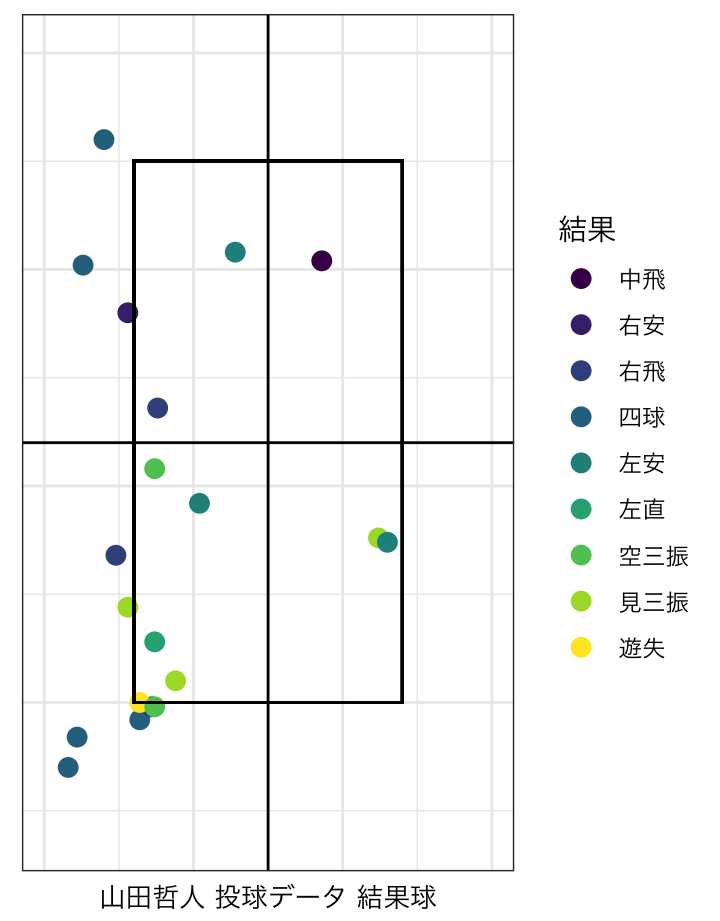 結果
中飛
右安
右飛
四球
左安
左直
空三振
見三振
遊失
山田哲人 投球データ 結果球